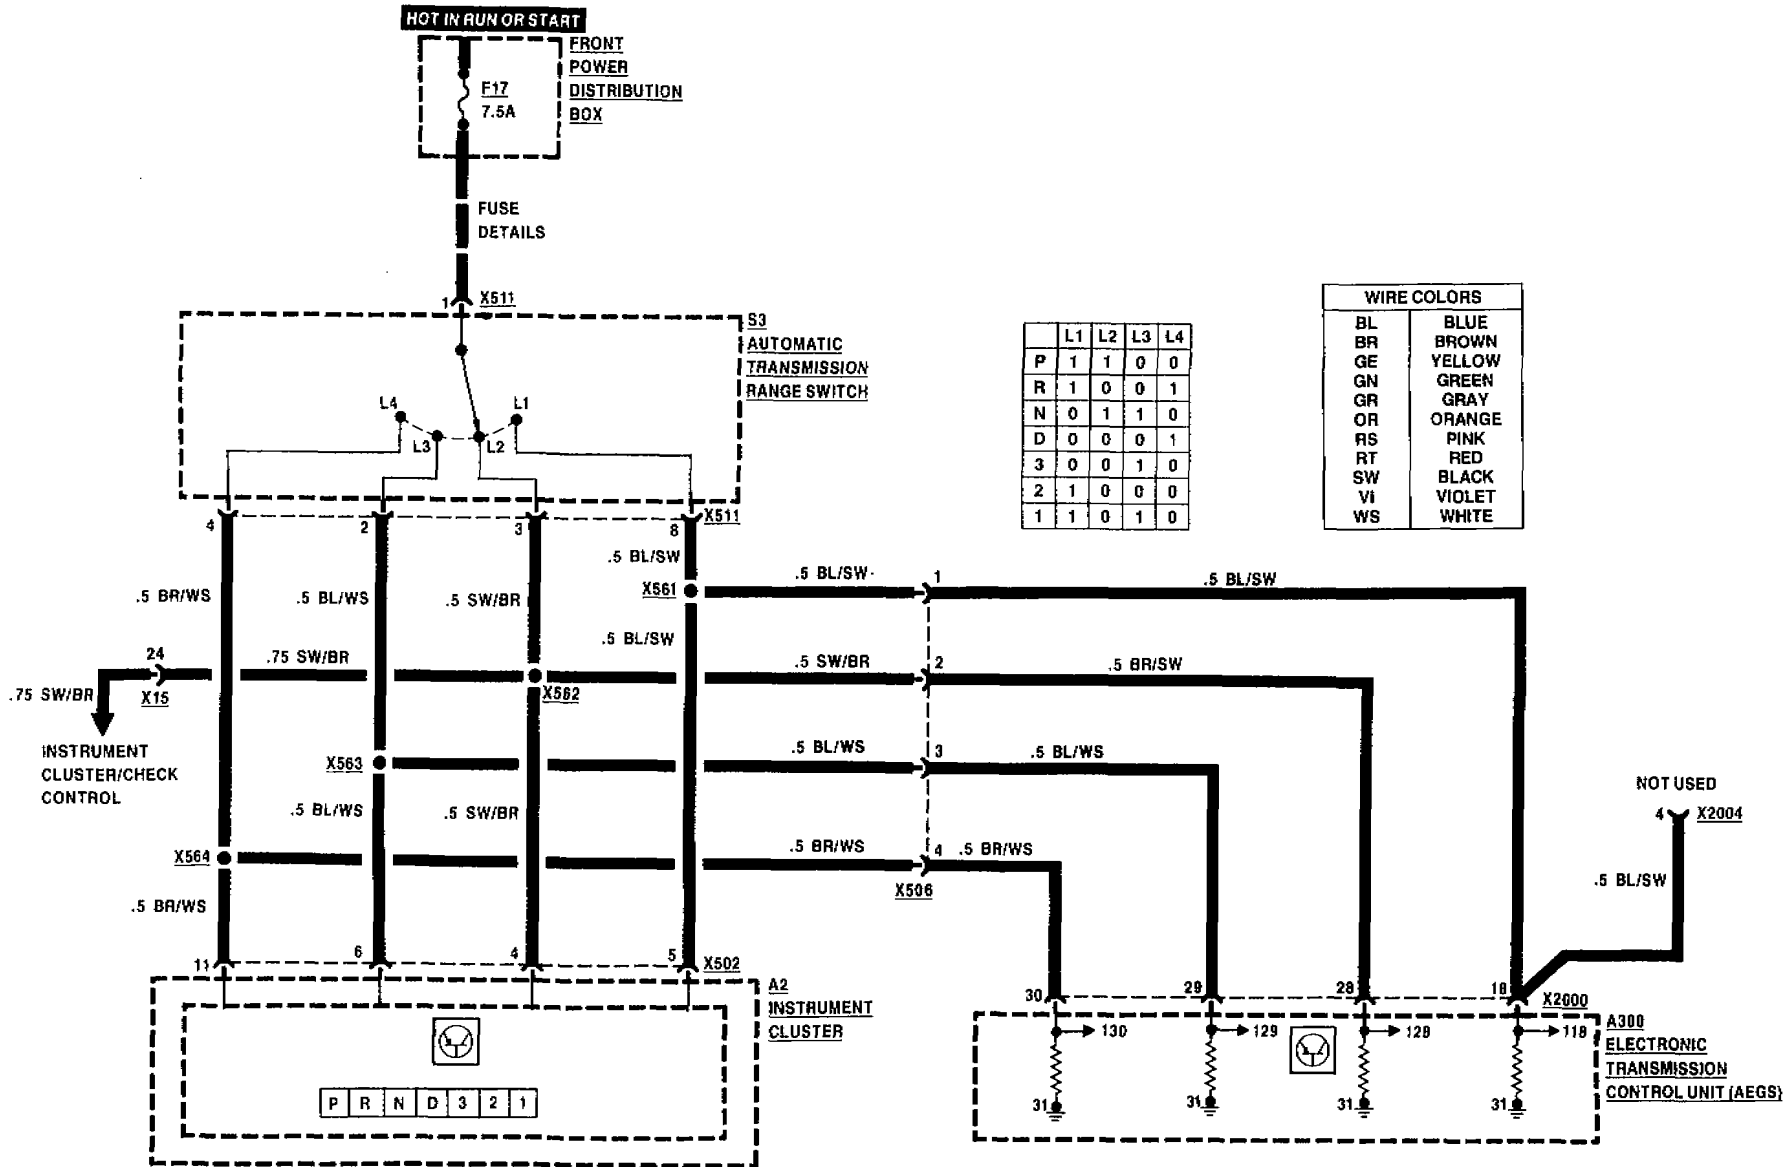 HOT IN RUN OR START
FRONT
POWER
DISTRIBUTION
BOX
F17
7.5A
FUSE
DETAILS
1
X511
S3
AUTOMATIC
TRANSMISSION
RANGE SWITCH
L4
L3
L2
L1
L1 L2 L3 L4
P 1 1 0 0
R 1 0 0 1
N 0 1 1 0
D 0 0 0 1
3 0 0 1 0
2 1 0 0 0
1 1 0 1 0
WIRE COLORS
BL BLUE
BR BROWN
GE YELLOW
GN GREEN
GR GRAY
OR ORANGE
RS PINK
RT RED
SW BLACK
VI VIOLET
WS WHITE
4
2
3
8
X511
.5 BR/WS
.5 BL/WS
.5 SW/BR
.5 BL/SW
X561
.5 BL/SW
1
.5 BL/SW
.5 BL/SW
24
X15
.75 SW/BR
.75 SW/BR
X562
.5 SW/BR
2
.5 BR/SW
INSTRUMENT
CLUSTER/CHECK
CONTROL
X563
.5 BL/WS
3
.5 BL/WS
.5 BL/WS
.5 SW/BR
X564
.5 BR/WS
4
.5 BR/WS
X506
.5 BR/WS
NOT USED
4
X2004
.5 BL/SW
11
6
4
5
X502
A2
INSTRUMENT
CLUSTER
P R N D 3 2 1
30
29
28
18
X2000
130
129
128
118
31
31
31
31
A300
ELECTRONIC
TRANSMISSION
CONTROL UNIT (AEGS)